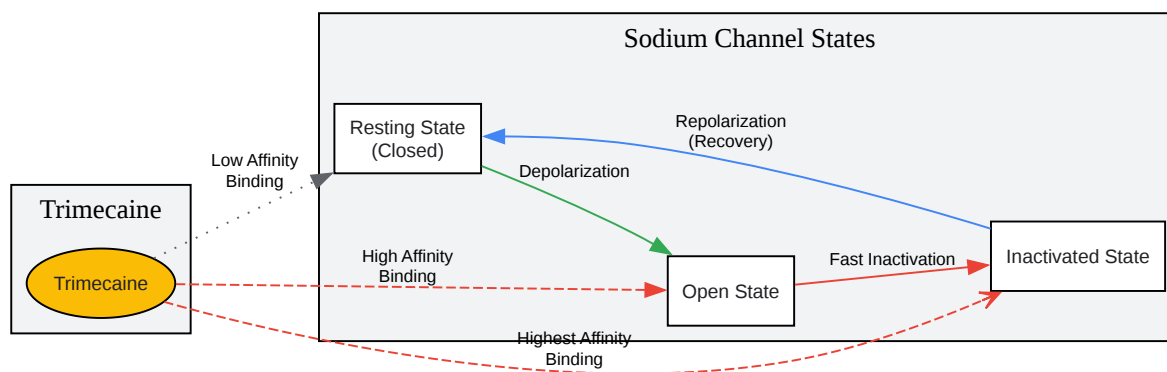 Sodium Channel States
Resting State
(Closed)
Repolarization
(Recovery)
Low Affinity
Binding
Depolarization
Trimecaine
Trimecaine
High Affinity
Binding
Open State
Fast Inactivation
Inactivated State
Highest Affinity
Binding